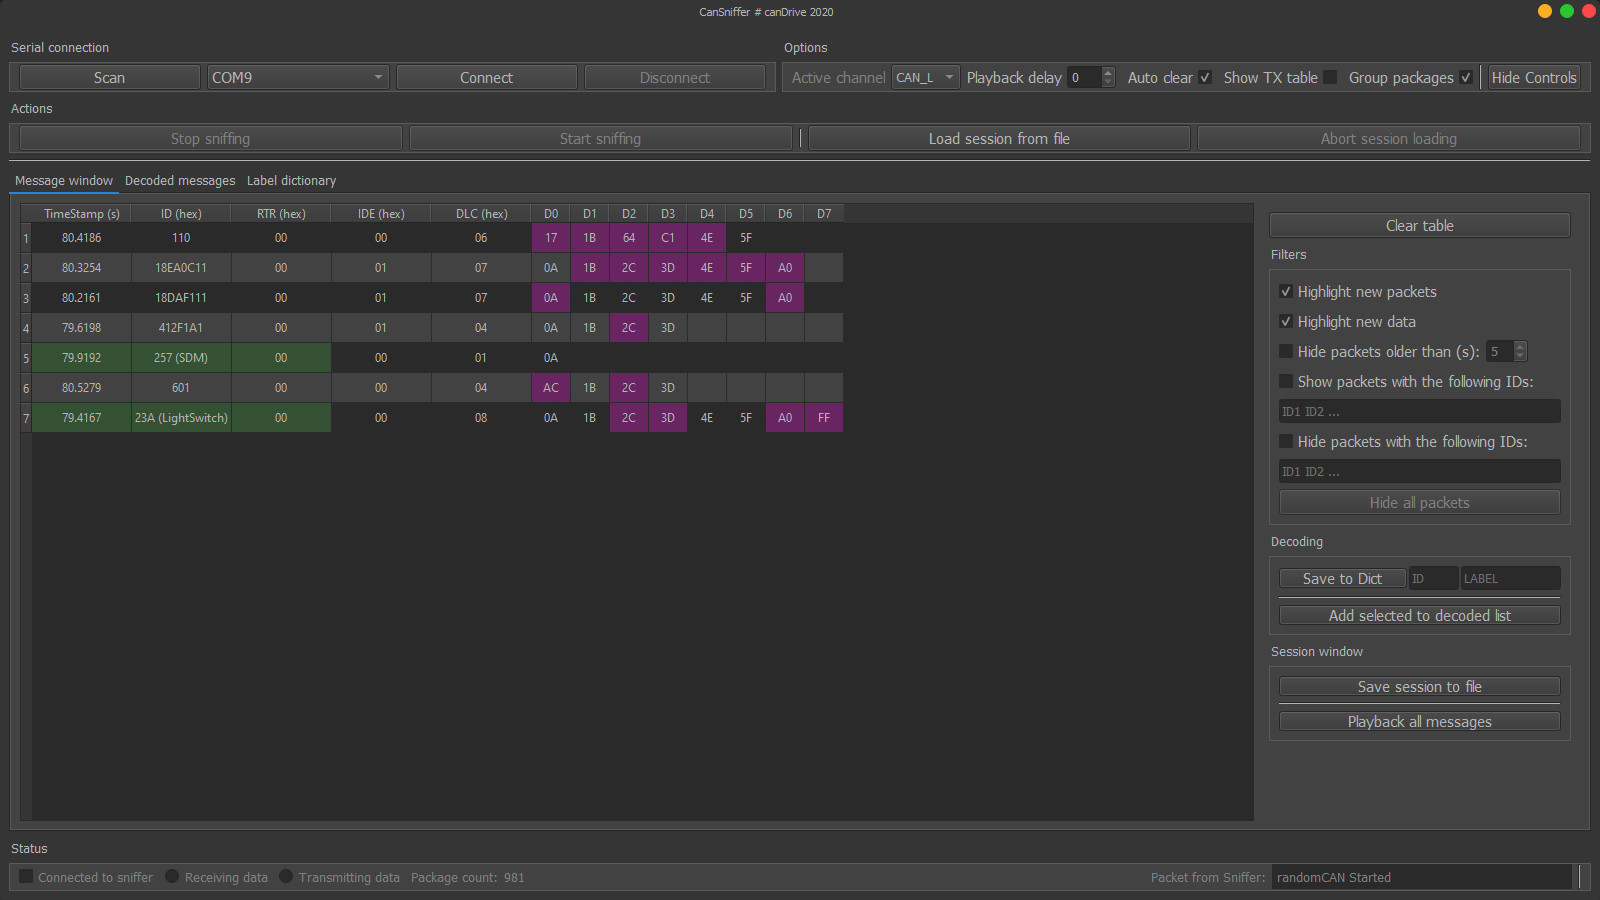 CanSniffer # canDrive 2020
Serial connection
Options
Scan COM9 Connect Disconnect Active channel CAN_L Playback delay 0 Auto clear Show TX table Group packages Hide Controls
Actions
Stop sniffing Start sniffing Load session from file Abort session loading
Message window Decoded messages Label dictionary
TimeStamp (s) ID (hex) RTR (hex) IDE (hex) DLC (hex) D0 D1 D2 D3 D4 D5 D6 D7
1 80.4186 110 00 00 06 17 1B 64 C1 4E 5F
2 80.3254 18EA0C11 00 01 07 0A 1B 2C 3D 4E 5F A0
3 80.2161 18DAF111 00 01 07 0A 1B 2C 3D 4E 5F A0
4 79.6198 412F1A1 00 01 04 0A 1B 2C 3D
5 79.9192 257 (SDM) 00 00 01 0A
6 80.5279 601 00 00 04 AC 1B 2C 3D
7 79.4167 23A (LightSwitch) 00 00 08 0A 1B 2C 3D 4E 5F A0 FF
Clear table
Filters
Highlight new packets
Highlight new data
Hide packets older than (s): 5
Show packets with the following IDs:
ID1 ID2 ...
Hide packets with the following IDs:
ID1 ID2 ...
Hide all packets
Decoding
Save to Dict ID LABEL
Add selected to decoded list
Session window
Save session to file
Playback all messages
Status
Connected to sniffer Receiving data Transmitting data Package count: 981 Packet from Sniffer: randomCAN Started